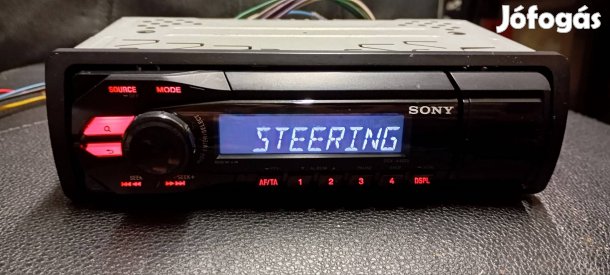 Jófogás
SOURCE MODE
SONY
STEERING
SEEK- SEEK+
AF/TA 1 2 3 4 DSPL